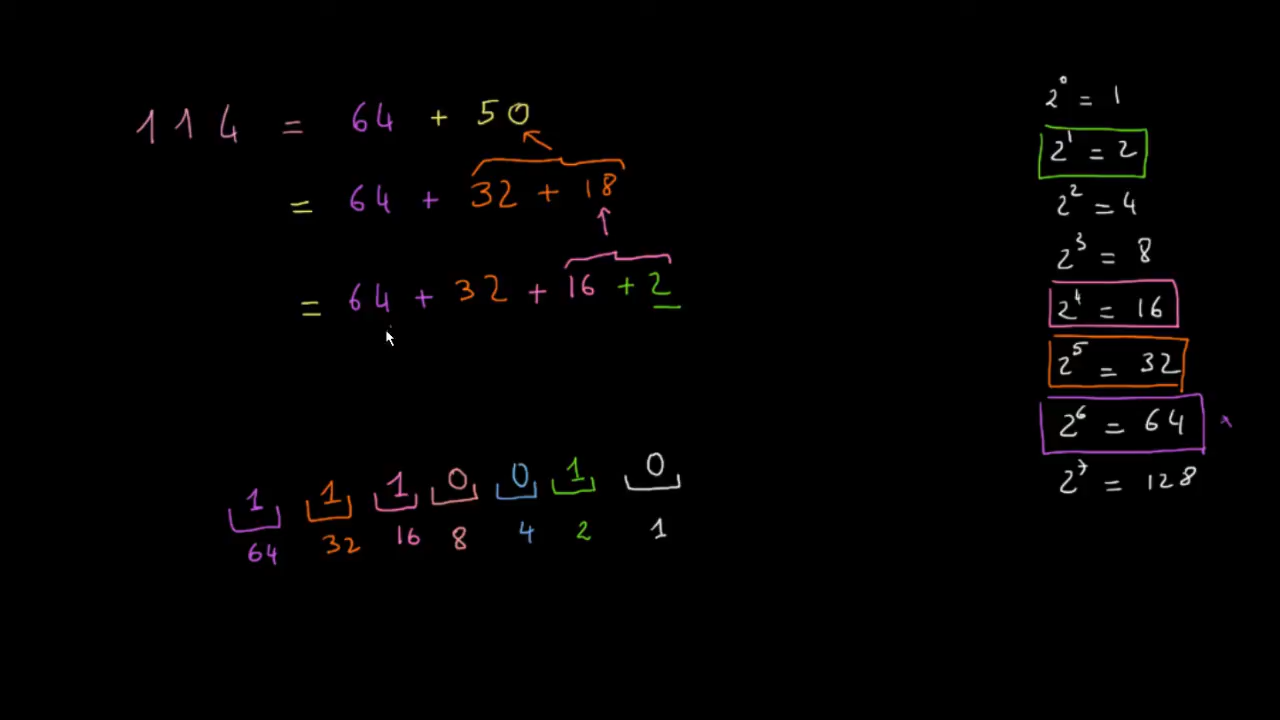 114 = 64 + 50
= 64 + 32 + 18
= 64 + 32 + 16 + 2
1 1 1 0 0 1 0
64 32 16 8 4 2 1
2⁰ = 1
2¹ = 2
2² = 4
2³ = 8
2⁴ = 16
2⁵ = 32
2⁶ = 64
2⁷ = 128